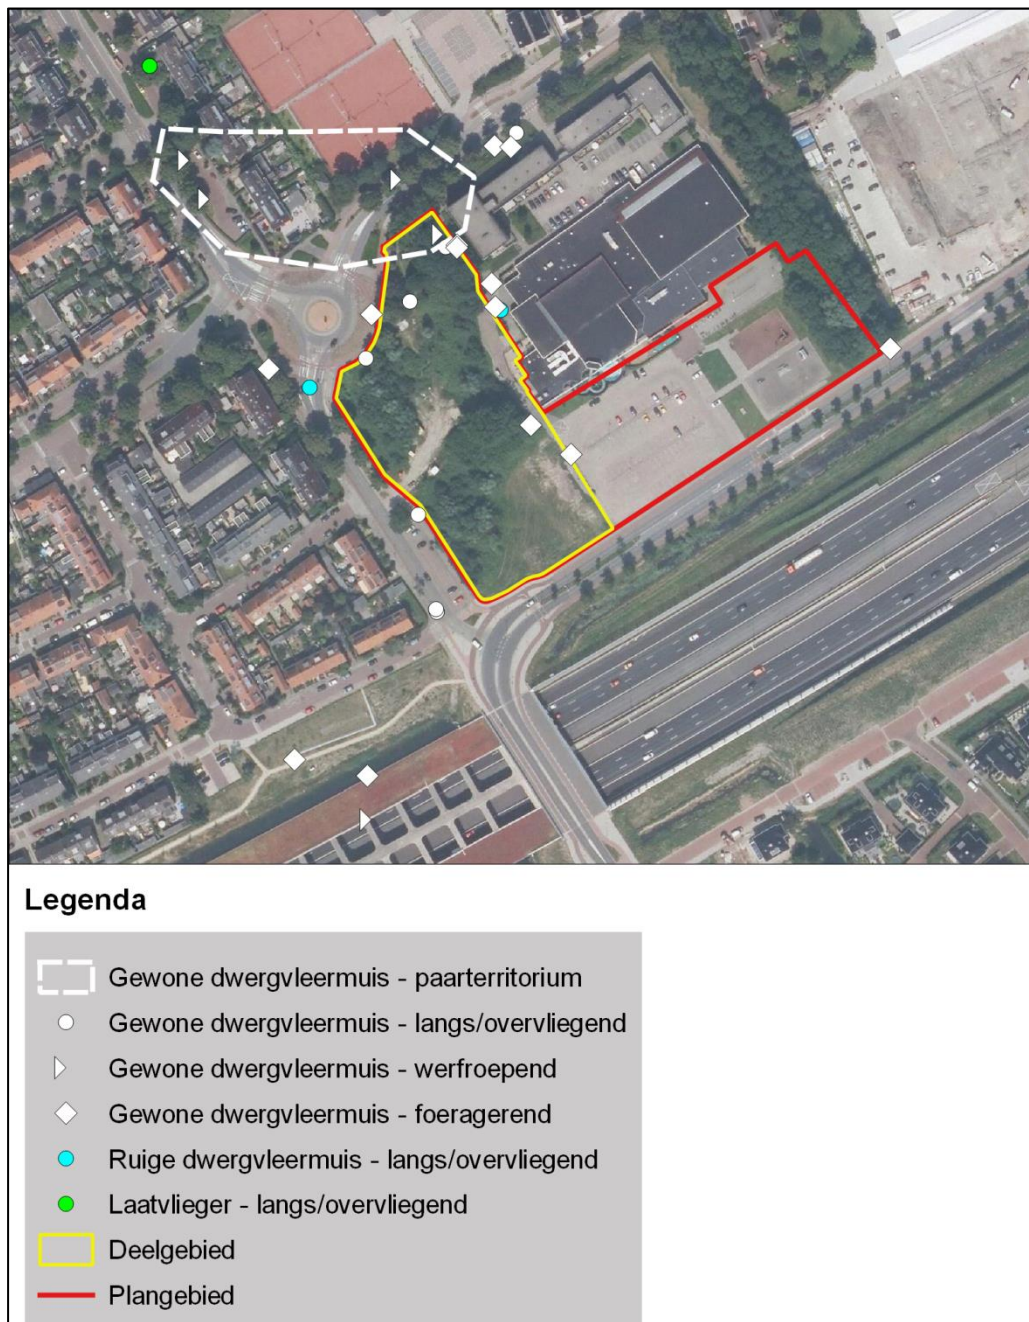 Legenda
Gewone dwergvleermuis - paarterritorium
Gewone dwergvleermuis - langs/overvliegend
Gewone dwergvleermuis - werfroepend
Gewone dwergvleermuis - foeragerend
Ruige dwergvleermuis - langs/overvliegend
Laatvlieger - langs/overvliegend
Deelgebied
Plangebied